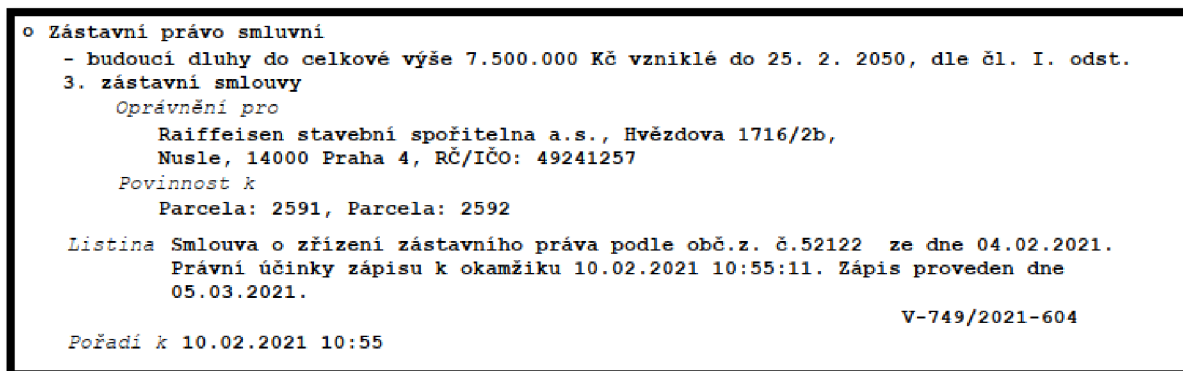 o Zástavní právo smluvní
- budoucí dluhy do celkové výše 7.500.000 Kč vzniklé do 25. 2. 2050, dle čl. I. odst.
3. zástavní smlouvy
Oprávnění pro
Raiffeisen stavební spořitelna a.s., Hvězdova 1716/2b,
Nusle, 14000 Praha 4, RČ/IČO: 49241257
Povinnost k
Parcela: 2591, Parcela: 2592
Listina Smlouva o zřízení zástavního práva podle obč.z. č.52122 ze dne 04.02.2021.
Právní účinky zápisu k okamžiku 10.02.2021 10:55:11. Zápis proveden dne
05.03.2021.
V-749/2021-604
Pořadí k 10.02.2021 10:55